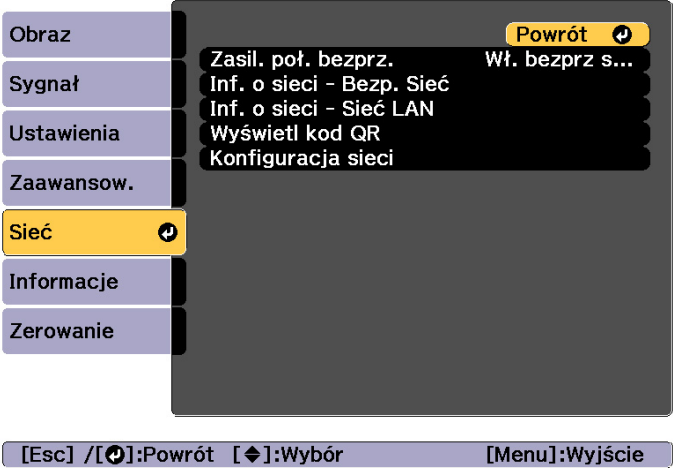 Obraz
Sygnał
Ustawienia
Zaawansow.
Sieć
Informacje
Zerowanie
Powrót
Zasil. poł. bezprz. Wł. bezprz s...
Inf. o sieci - Bezp. Sieć
Inf. o sieci - Sieć LAN
Wyświetl kod QR
Konfiguracja sieci
[Esc] /[⏎]:Powrót [◆]:Wybór [Menu]:Wyjście